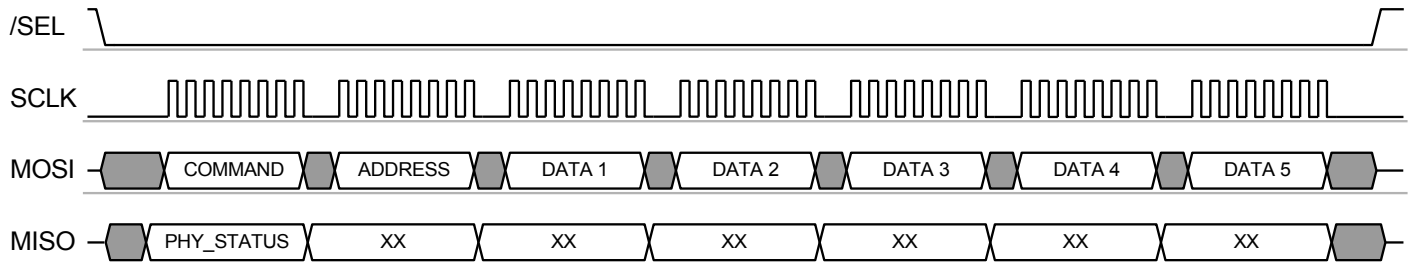 /SEL
SCLK
MOSI COMMAND ADDRESS DATA 1 DATA 2 DATA 3 DATA 4 DATA 5
MISO PHY_STATUS XX XX XX XX XX XX